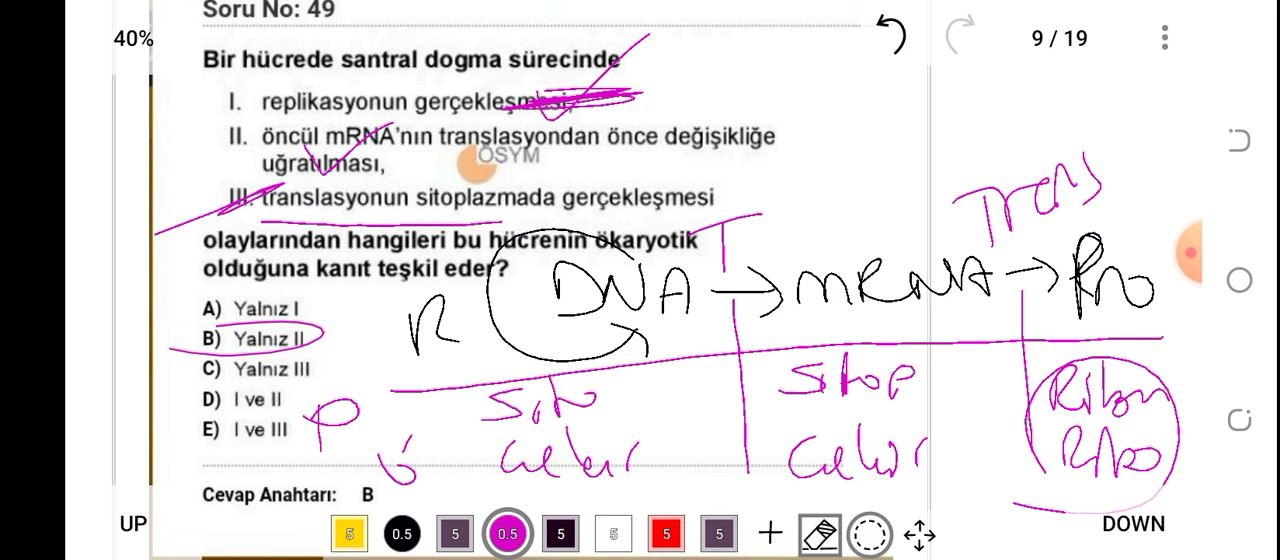 Soru No: 49
40%
9 / 19
Bir hücrede santral dogma sürecinde
I. replikasyonun gerçekleşmesi,
II. öncül mRNA'nın translasyondan önce değişikliğe
uğratılması,
ÖSYM
III. translasyonun sitoplazmada gerçekleşmesi
Trans
olaylarından hangileri bu hücrenin ökaryotik
olduğuna kanıt teşkil eder?
T
R DNA → mRNA → Pro
A) Yalnız I
B) Yalnız II
C) Yalnız III
D) I ve II
E) I ve III
P Sito Sitop Ribozom
Ö Çekir Çekir Ribo
Cevap Anahtarı: B
UP
5 0.5 5 0.5 5 5 5 5
DOWN